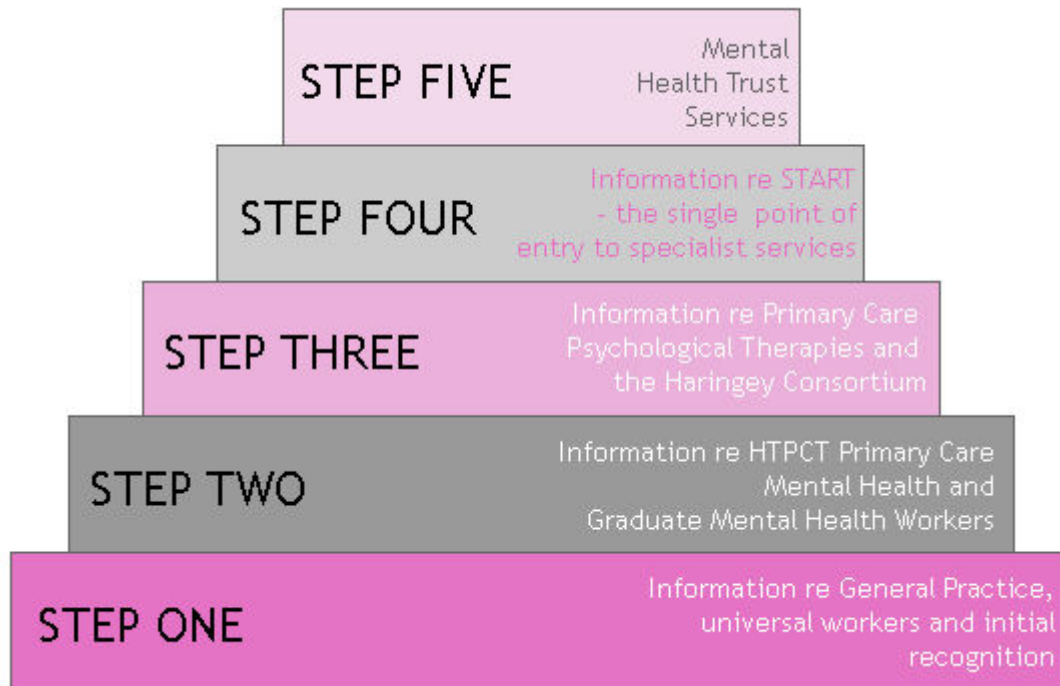 STEP FIVE
Mental
Health Trust
Services
STEP FOUR
Information re START
- the single point of
entry to specialist services
STEP THREE
Information re Primary Care
Psychological Therapies and
the Haringey Consortium
STEP TWO
Information re HTPCT Primary Care
Mental Health and
Graduate Mental Health Workers
STEP ONE
Information re General Practice,
universal workers and initial
recognition